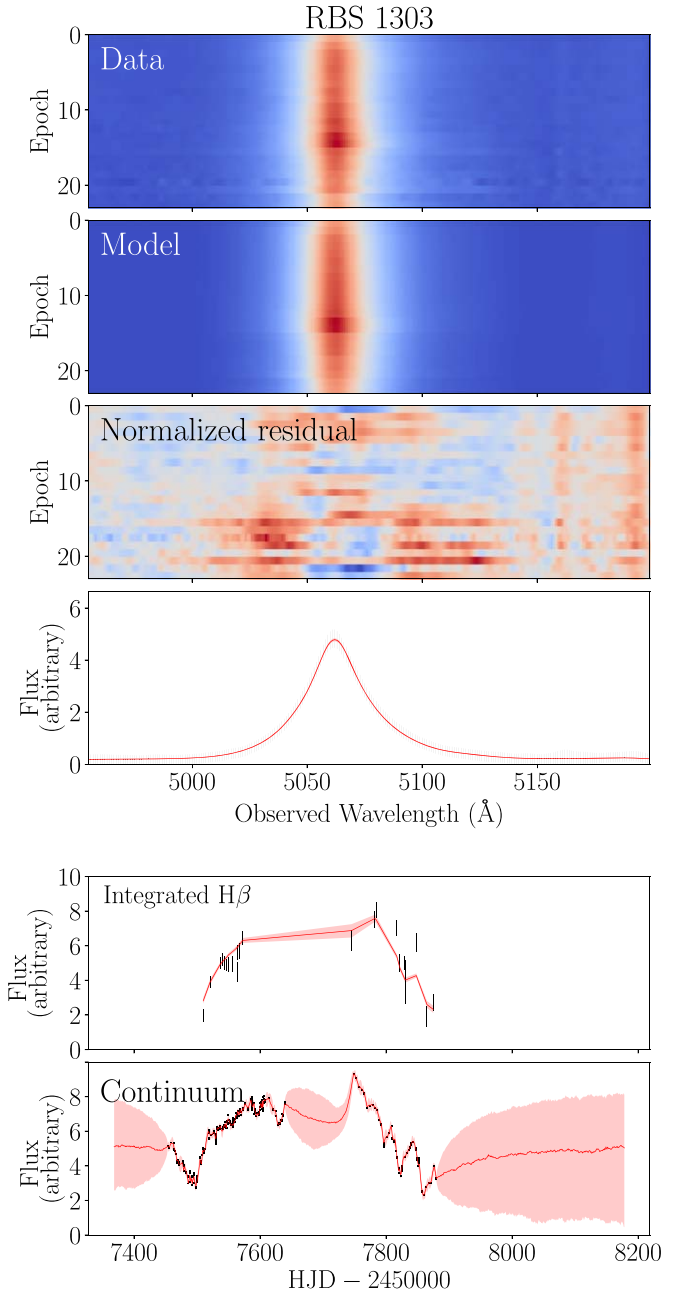 RBS 1303
Data
Epoch
0
10
20
Model
Epoch
0
10
20
Normalized residual
Epoch
0
10
20
Flux
(arbitrary)
6
4
2
0
5000 5050 5100 5150
Observed Wavelength (Å)
Integrated Hβ
Flux
(arbitrary)
10
8
6
4
2
0
Continuum
Flux
(arbitrary)
8
6
4
2
0
7400 7600 7800 8000 8200
HJD − 2450000